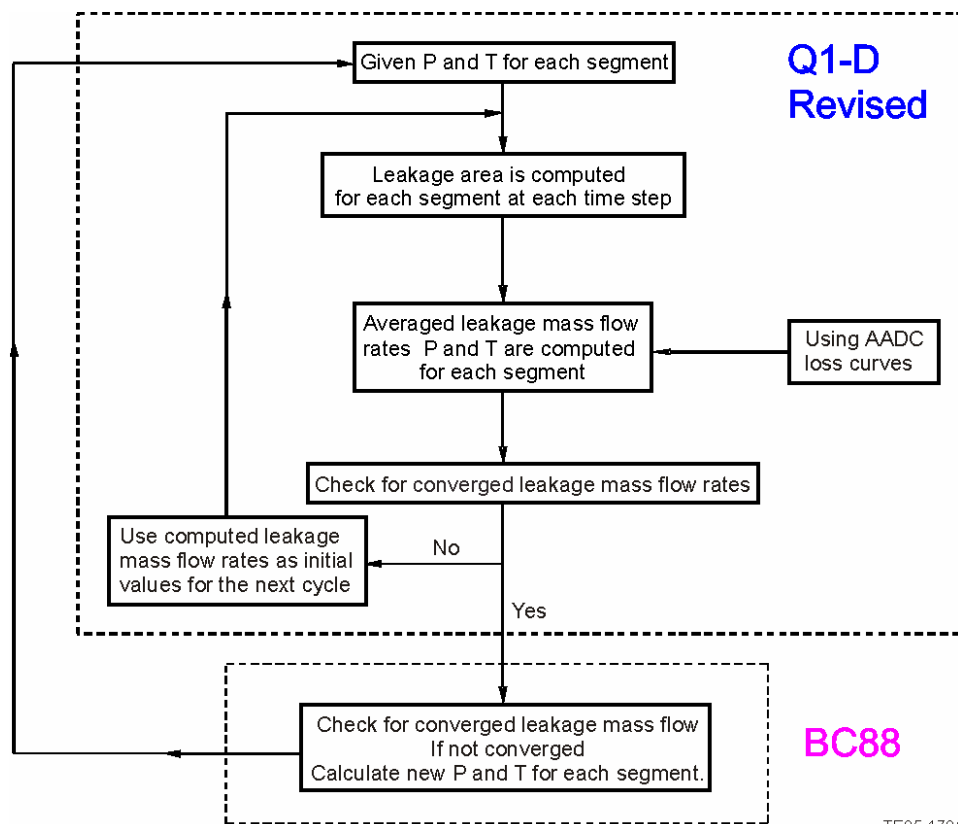 Given P and T for each segment
Q1-D
Revised
Leakage area is computed
for each segment at each time step
Averaged leakage mass flow
rates P and T are computed
for each segment
Using AADC
loss curves
Check for converged leakage mass flow rates
Use computed leakage
mass flow rates as initial
values for the next cycle
No
Yes
Check for converged leakage mass flow
If not converged
Calculate new P and T for each segment.
BC88